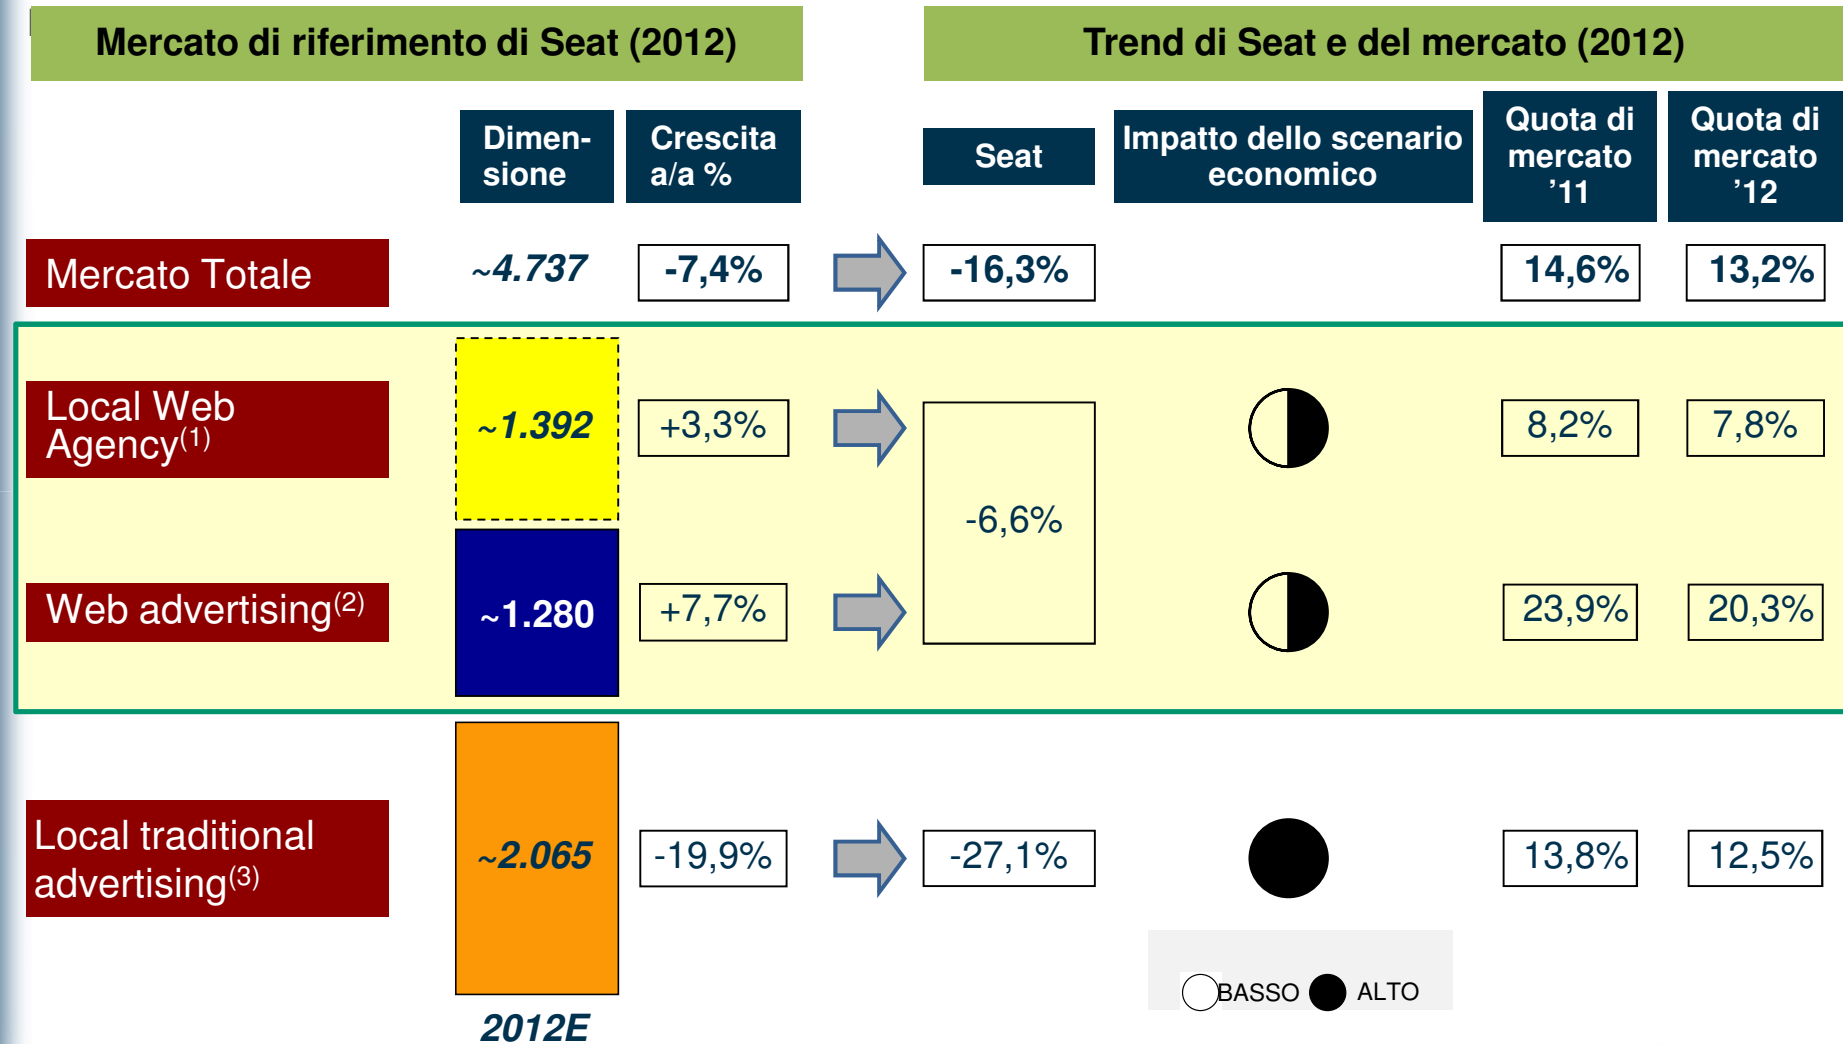 Mercato di riferimento di Seat (2012)
Trend di Seat e del mercato (2012)
Dimen-
sione
Crescita
a/a %
Seat
Impatto dello scenario
economico
Quota di
mercato
’11
Quota di
mercato
’12
Mercato Totale
~4.737
-7,4%
-16,3%
14,6%
13,2%
Local Web
Agency(1)
~1.392
+3,3%
8,2%
7,8%
-6,6%
Web advertising(2)
~1.280
+7,7%
23,9%
20,3%
Local traditional
advertising(3)
~2.065
-19,9%
-27,1%
13,8%
12,5%
BASSO
ALTO
2012E